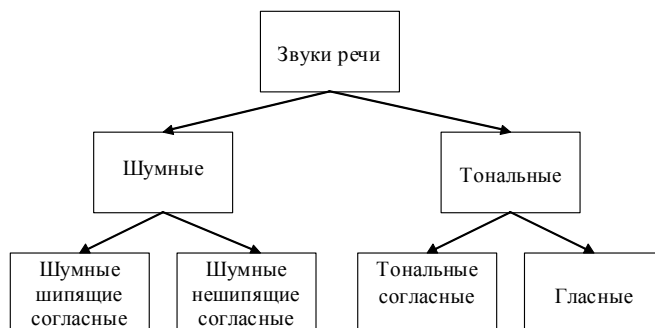 Звуки речи
Шумные
Тональные
Шумные
шипящие
согласные
Шумные
нешипящие
согласные
Тональные
согласные
Гласные